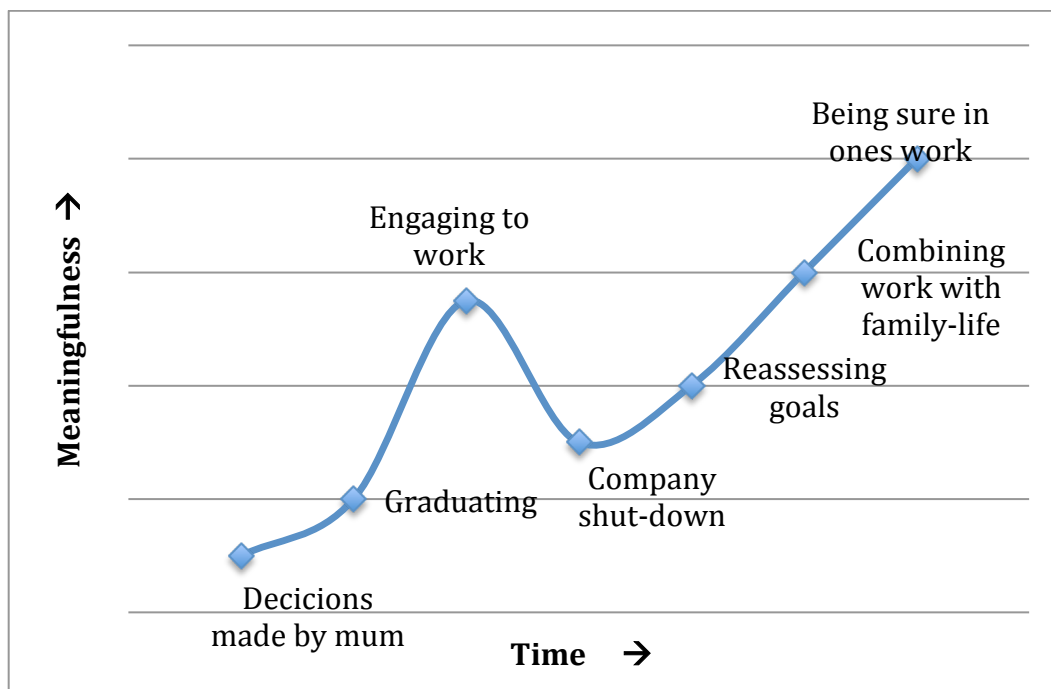 Being sure in
ones work
Engaging to
work
Combining
work with
family-life
Reassessing
goals
Company
shut-down
Graduating
Decicions
made by mum
Meaningfulness →
Time →